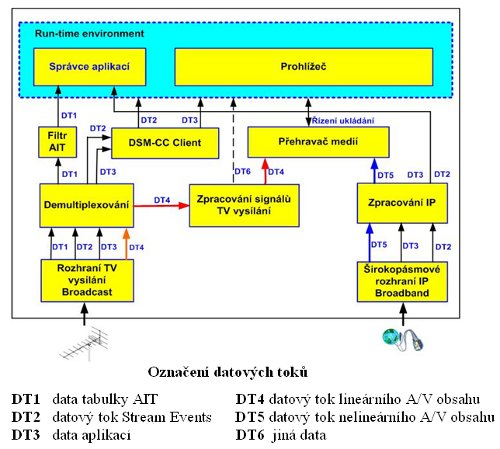 Run-time environment
Správce aplikací
Prohlížeč
DT1
DT2
DT3
Řízení ukládání
Filtr
AIT
DT2
DSM-CC Client
Přehravač medií
DT1
DT3
DT6
DT4
DT5
DT3
DT2
Demultiplexování
DT4
Zpracování signálů
TV vysílání
Zpracování IP
DT1
DT2
DT3
DT4
DT5
DT3
DT2
Rozhraní TV
vysílání
Broadcast
Širokopásmové
rozhraní IP
Broadband
Označení datových toků
DT1 data tabulky AIT
DT4 datový tok lineárního A/V obsahu
DT2 datový tok Stream Events
DT5 datový tok nelineárního A/V obsahu
DT3 data aplikací
DT6 jiná data